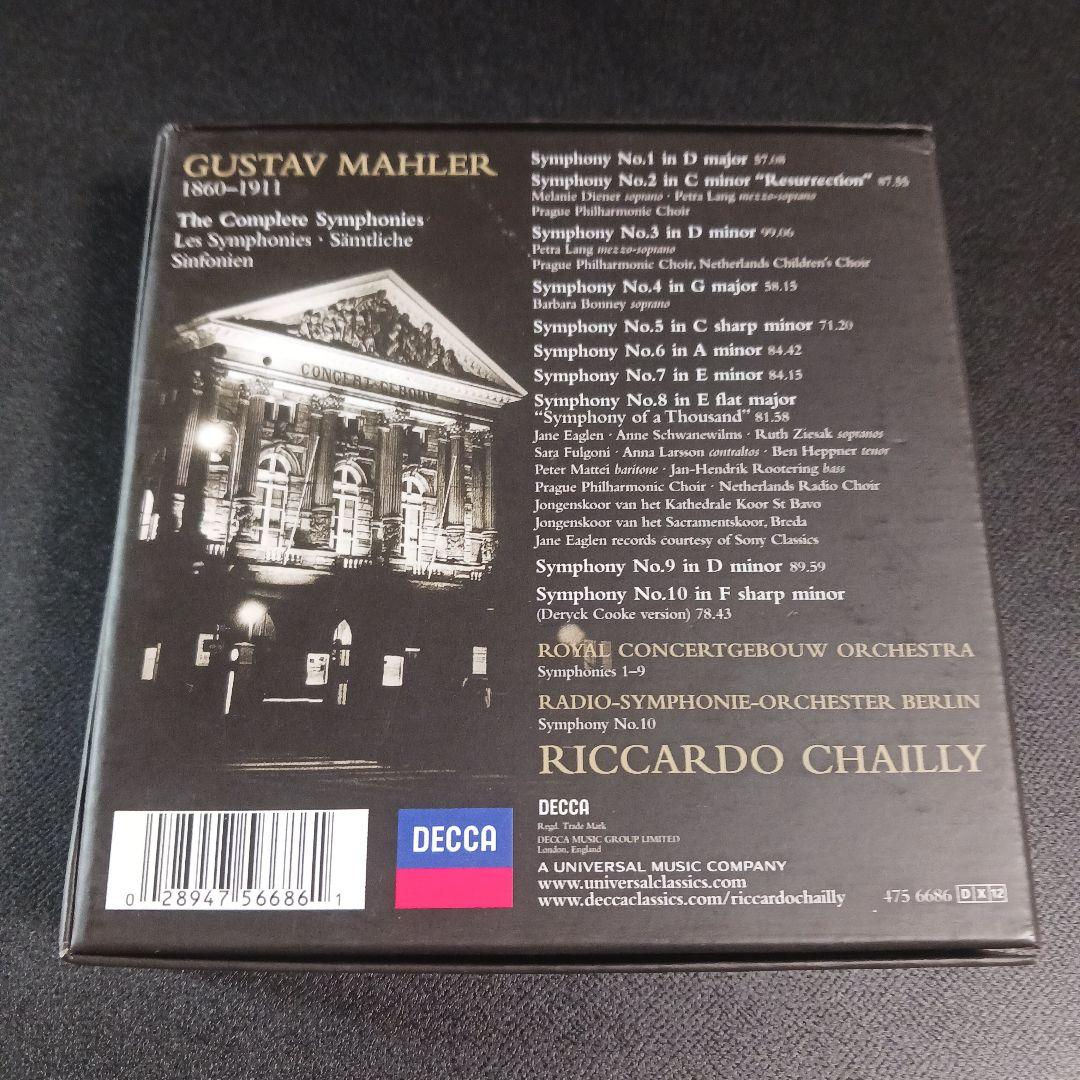 GUSTAV MAHLER
1860–1911
The Complete Symphonies
Les Symphonies · Sämtliche
Sinfonien
CONCERT-GEBOUW
Symphony No.1 in D major 57.08
Symphony No.2 in C minor "Resurrection"
Melanie Diener soprano · Petra Lang mezzo-soprano
Prague Philharmonic Choir
Symphony No.3 in D minor 99.06
Petra Lang mezzo-soprano
Prague Philharmonic Choir, Netherlands Children's Choir
Symphony No.4 in G major 58.15
Barbara Bonney soprano
Symphony No.5 in C sharp minor 71.20
Symphony No.6 in A minor 84.42
Symphony No.7 in E minor 84.15
Symphony No.8 in E flat major
"Symphony of a Thousand" 81.58
Jane Eaglen · Anne Schwanewilms · Ruth Ziesak sopranos
Sara Fulgoni · Anna Larsson contraltos · Ben Heppner tenor
Peter Mattei baritone · Jan-Hendrik Rootering bass
Prague Philharmonic Choir · Netherlands Radio Choir
Jongenskoor van het Kathedrale Koor St Bavo
Jongenskoor van het Sacramentskoor, Breda
Jane Eaglen records courtesy of Sony Classics
Symphony No.9 in D minor 89.59
Symphony No.10 in F sharp minor
(Deryck Cooke version) 78.43
ROYAL CONCERTGEBOUW ORCHESTRA
Symphonies 1–9
RADIO-SYMPHONIE-ORCHESTER BERLIN
Symphony No.10
RICCARDO CHAILLY
0 28947 56686 1
DECCA
DECCA
Regd. Trade Mark
DECCA MUSIC GROUP LIMITED
London, England
A UNIVERSAL MUSIC COMPANY
www.universalclassics.com
www.deccaclassics.com/riccardochailly
475 6686 D X 12